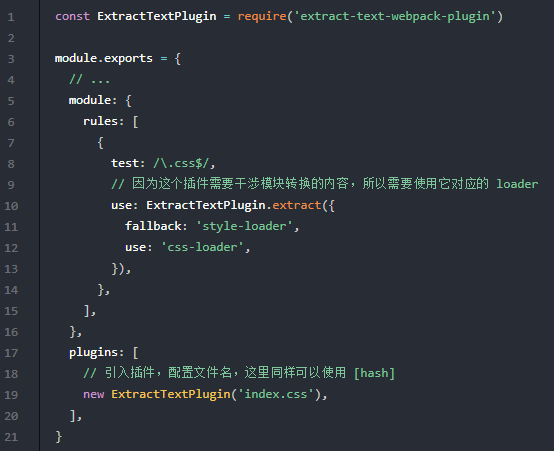 1 const ExtractTextPlugin = require('extract-text-webpack-plugin')
2
3 module.exports = {
4   // ...
5   module: {
6     rules: [
7       {
8         test: /\.css$/,
9         // 因为这个插件需要干涉模块转换的内容，所以需要使用它对应的 loader
10         use: ExtractTextPlugin.extract({
11           fallback: 'style-loader',
12           use: 'css-loader',
13         }),
14       },
15     ],
16   },
17   plugins: [
18     // 引入插件，配置文件名，这里同样可以使用 [hash]
19     new ExtractTextPlugin('index.css'),
20   ],
21 }